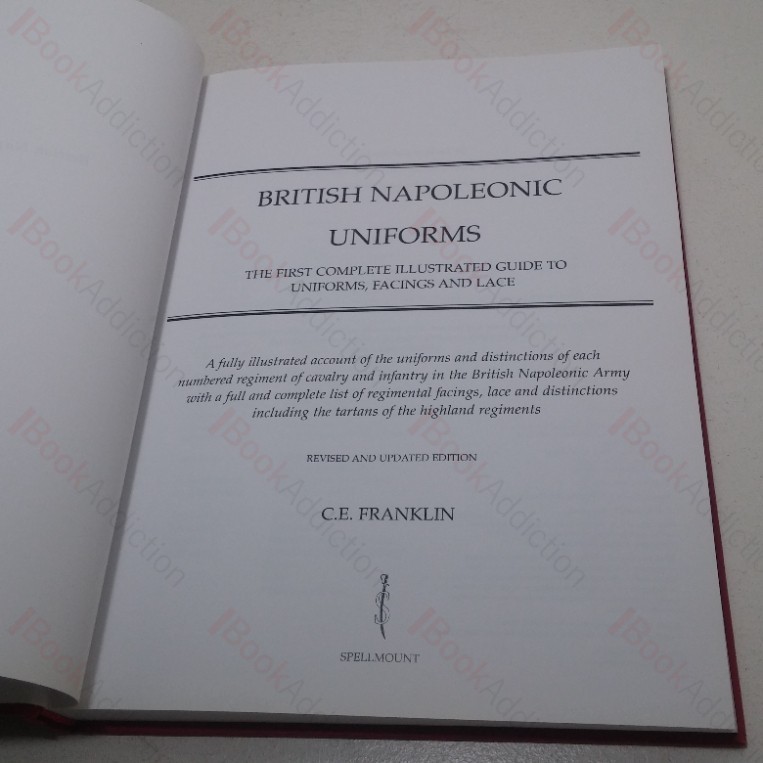 BRITISH NAPOLEONIC
UNIFORMS
THE FIRST COMPLETE ILLUSTRATED GUIDE TO
UNIFORMS, FACINGS AND LACE
A fully illustrated account of the uniforms and distinctions of each
numbered regiment of cavalry and infantry in the British Napoleonic Army
with a full and complete list of regimental facings, lace and distinctions
including the tartans of the highland regiments
REVISED AND UPDATED EDITION
C.E. FRANKLIN
SPELLMOUNT
BookAddiction